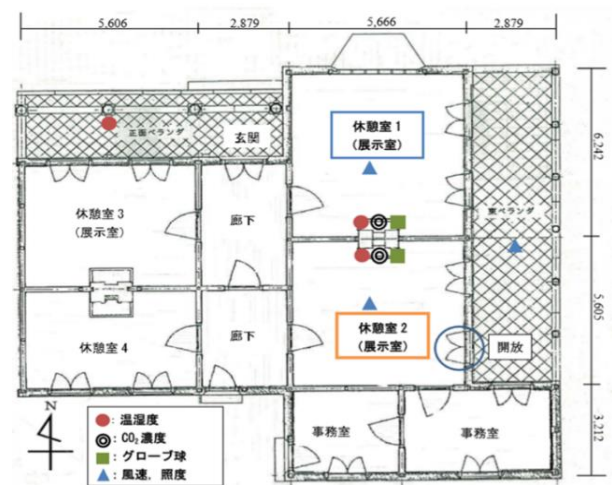 5,606
2,879
5,666
2,879
正面ベランダ
玄関
休憩室 1
(展示室)
6.242
休憩室 3
(展示室)
廊下
東ベランダ
休憩室 4
廊下
休憩室 2
(展示室)
開放
5.605
N
:温湿度
:CO₂濃度
:グローブ球
:風速,照度
事務室
事務室
3.212